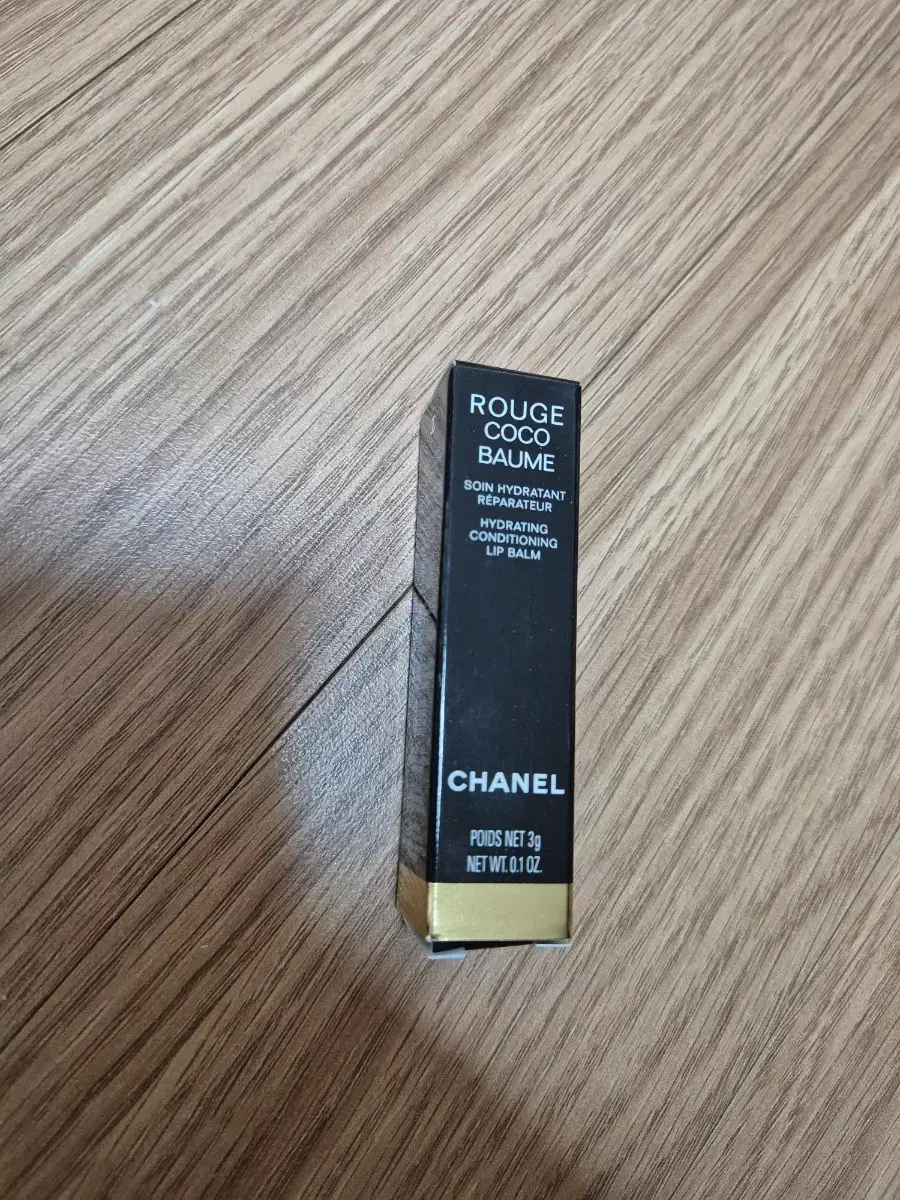 ROUGE
COCO
BAUME
SOIN HYDRATANT
RÉPARATEUR
HYDRATING
CONDITIONING
LIP BALM
CHANEL
POIDS NET 3g
NET WT. 0.1 OZ.